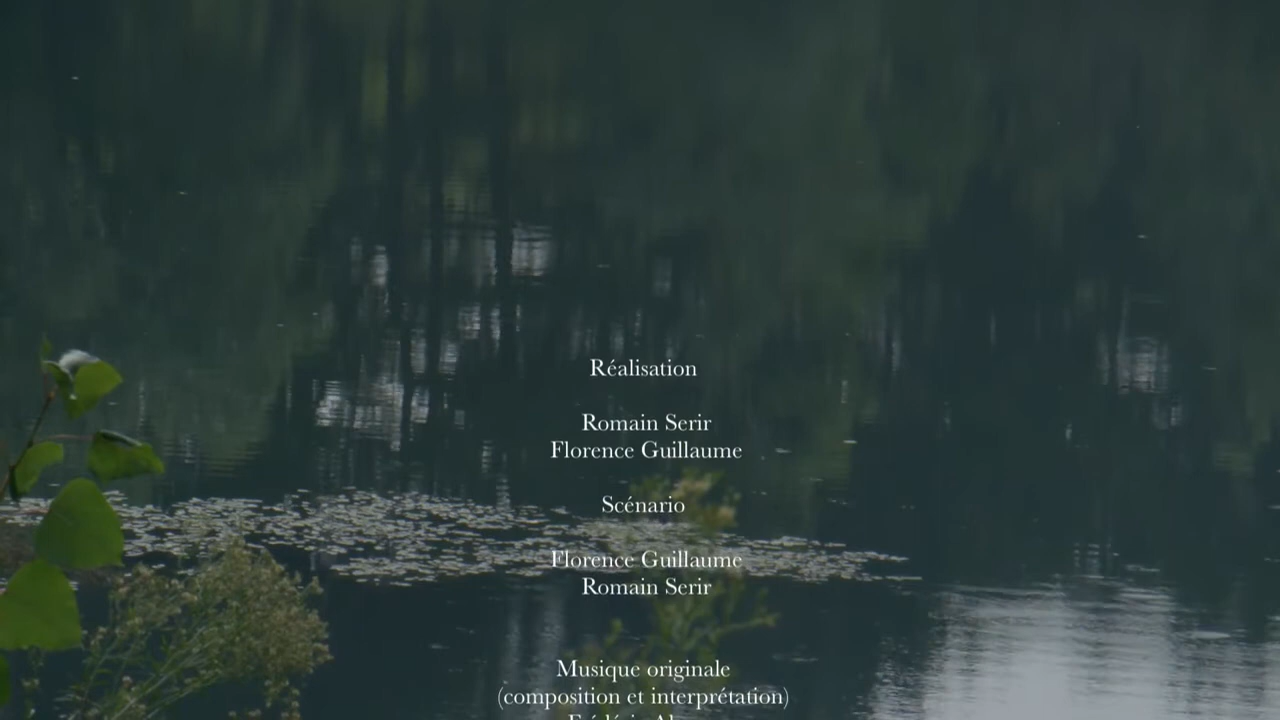 Réalisation
Romain Serir
Florence Guillaume
Scénario
Florence Guillaume
Romain Serir
Musique originale
(composition et interprétation)